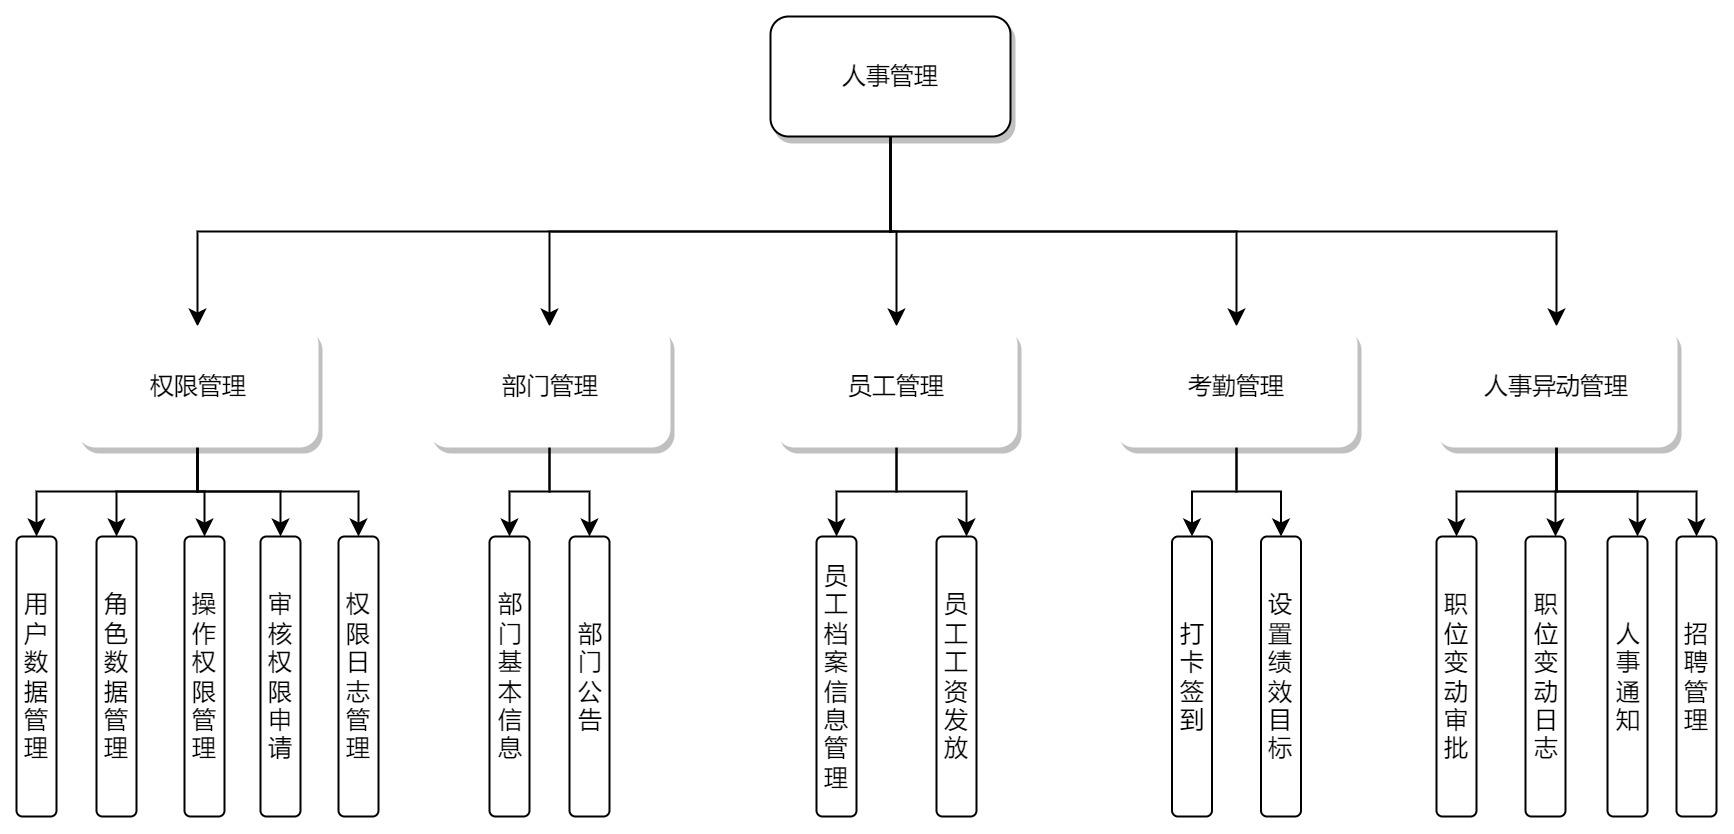 人事管理
权限管理
部门管理
员工管理
考勤管理
人事异动管理
用户数据管理
角色数据管理
操作权限管理
审核权限申请
权限日志管理
部门基本信息
部门公告
员工档案信息管理
员工工资发放
打卡签到
设置绩效目标
职位变动审批
职位变动日志
人事通知
招聘管理